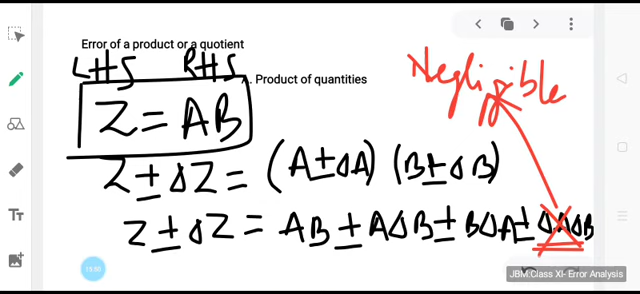 Error of a product or a quotient
LHS RHS
A. Product of quantities
Negligible
Z = AB
Z ± ΔZ = (A ± ΔA) (B ± ΔB)
Z ± ΔZ = AB ± AΔB ± BΔA ± ΔAΔB
JBM:Class XI- Error Analysis